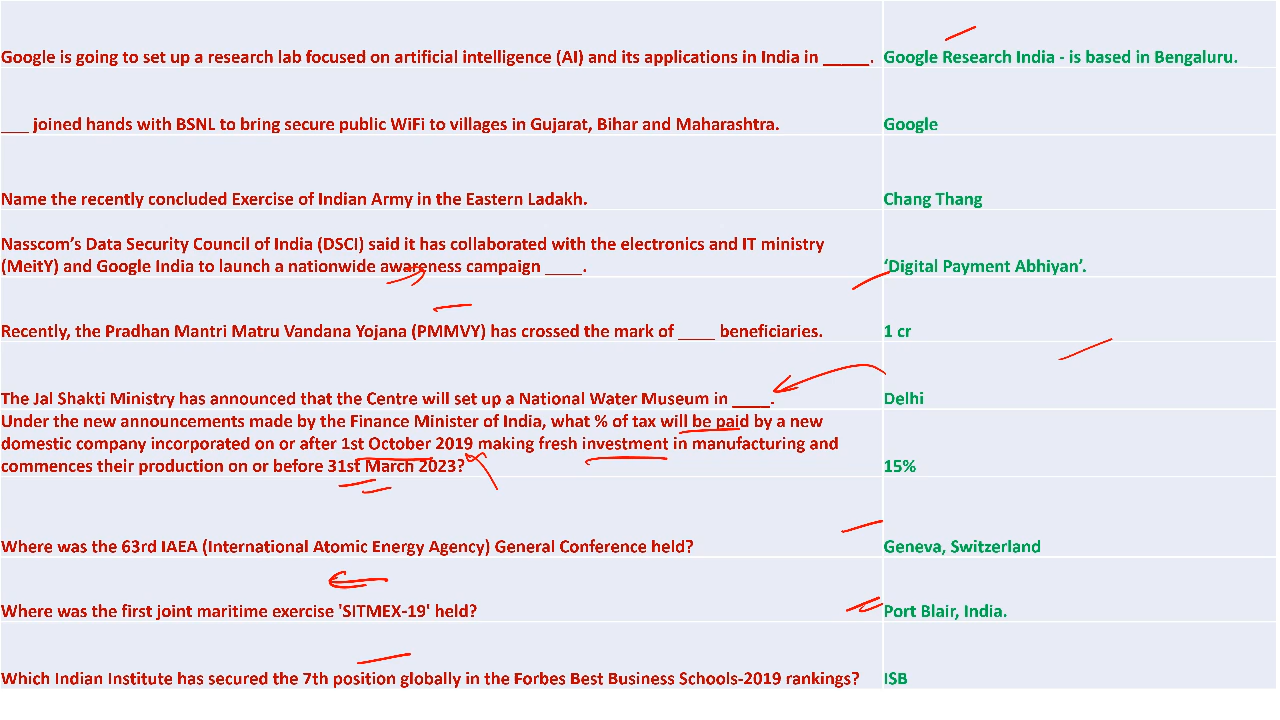 Google is going to set up a research lab focused on artificial intelligence (AI) and its applications in India in _____. Google Research India - is based in Bengaluru.
___ joined hands with BSNL to bring secure public WiFi to villages in Gujarat, Bihar and Maharashtra. Google
Name the recently concluded Exercise of Indian Army in the Eastern Ladakh. Chang Thang
Nasscom’s Data Security Council of India (DSCI) said it has collaborated with the electronics and IT ministry
(MeitY) and Google India to launch a nationwide awareness campaign ____. ‘Digital Payment Abhiyan’.
Recently, the Pradhan Mantri Matru Vandana Yojana (PMMVY) has crossed the mark of ____ beneficiaries. 1 cr
The Jal Shakti Ministry has announced that the Centre will set up a National Water Museum in ____. Delhi
Under the new announcements made by the Finance Minister of India, what % of tax will be paid by a new
domestic company incorporated on or after 1st October 2019 making fresh investment in manufacturing and
commences their production on or before 31st March 2023? 15%
Where was the 63rd IAEA (International Atomic Energy Agency) General Conference held? Geneva, Switzerland
Where was the first joint maritime exercise 'SITMEX-19' held? Port Blair, India.
Which Indian Institute has secured the 7th position globally in the Forbes Best Business Schools-2019 rankings? ISB